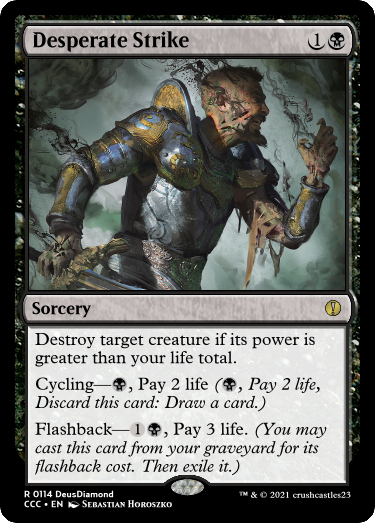 Desperate Strike 1
Sorcery
Destroy target creature if its power is
greater than your life total.
Cycling—, Pay 2 life (, Pay 2 life,
Discard this card: Draw a card.)
Flashback—1, Pay 3 life. (You may
cast this card from your graveyard for its
flashback cost. Then exile it.)
R 0114 DeusDiamond
CCC • EN Sebastian Horoszko
™ & © 2021 crushcastles23